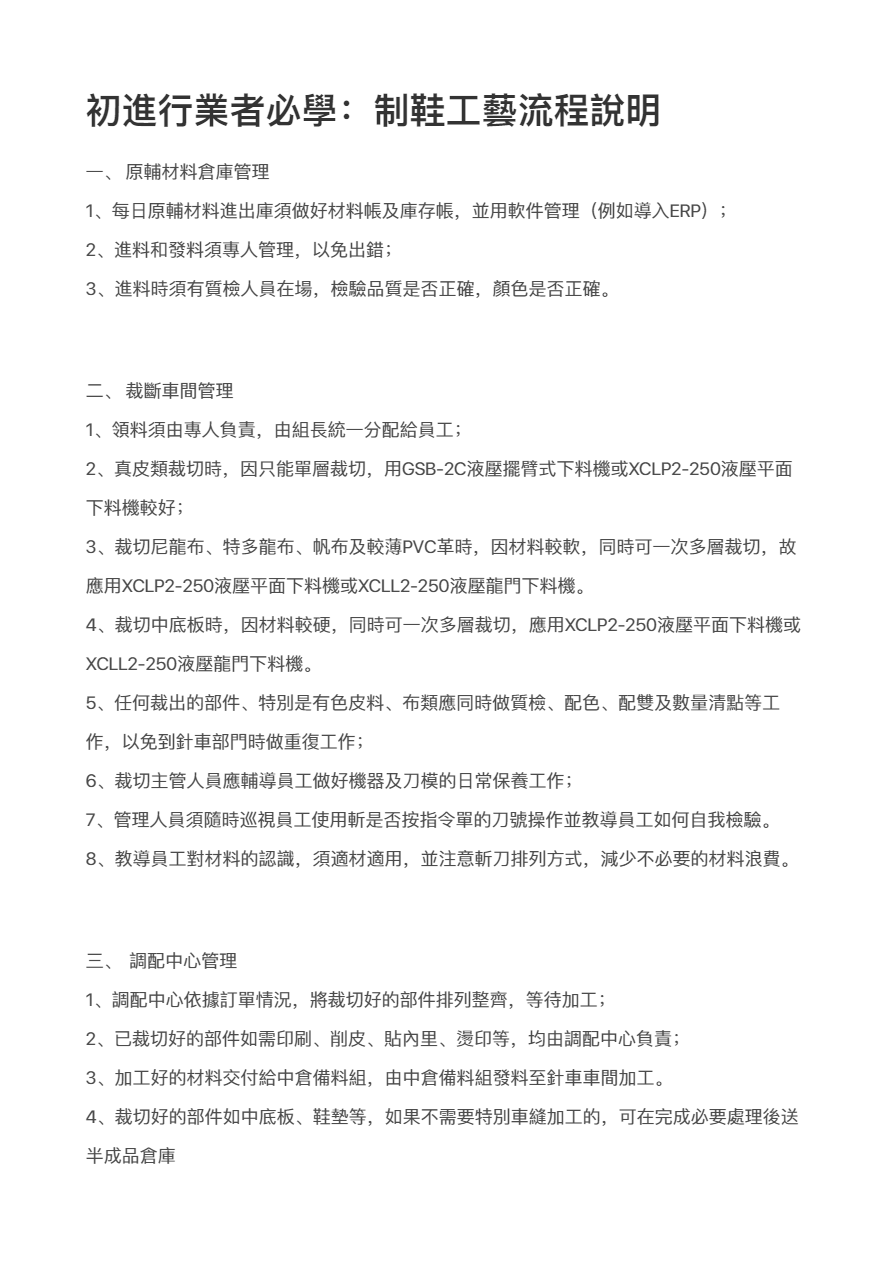 初進行業者必學：制鞋工藝流程說明
一、 原輔材料倉庫管理
1、每日原輔材料進出庫須做好材料帳及庫存帳，並用軟件管理（例如導入ERP）；
2、進料和發料須專人管理，以免出錯；
3、進料時須有質檢人員在場，檢驗品質是否正確，顏色是否正確。
二、 裁斷車間管理
1、領料須由專人負責，由組長統一分配給員工；
2、真皮類裁切時，因只能單層裁切，用GSB-2C液壓擺臂式下料機或XCLP2-250液壓平面
下料機較好；
3、裁切尼龍布、特多龍布、帆布及較薄PVC革時，因材料較軟，同時可一次多層裁切，故
應用XCLP2-250液壓平面下料機或XCLL2-250液壓龍門下料機。
4、裁切中底板時，因材料較硬，同時可一次多層裁切，應用XCLP2-250液壓平面下料機或
XCLL2-250液壓龍門下料機。
5、任何裁出的部件、特別是有色皮料、布類應同時做質檢、配色、配雙及數量清點等工
作，以免到針車部門時做重復工作；
6、裁切主管人員應輔導員工做好機器及刀模的日常保養工作；
7、管理人員須隨時巡視員工使用斬是否按指令單的刀號操作並教導員工如何自我檢驗。
8、教導員工對材料的認識，須適材適用，並注意斬刀排列方式，減少不必要的材料浪費。
三、 調配中心管理
1、調配中心依據訂單情況，將裁切好的部件排列整齊，等待加工；
2、已裁切好的部件如需印刷、削皮、貼內里、燙印等，均由調配中心負責；
3、加工好的材料交付給中倉備料組，由中倉備料組發料至針車車間加工。
4、裁切好的部件如中底板、鞋墊等，如果不需要特別車縫加工的，可在完成必要處理後送
半成品倉庫